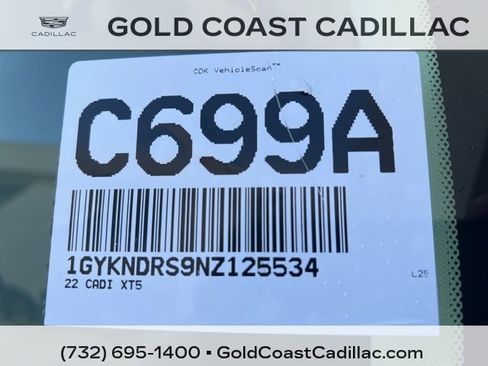 CADILLAC
GOLD COAST CADILLAC
CDK VehicleScan™
C699A
1GYKNDRS9NZ125534
22 CADI XT5
L25
(732) 695-1400 ▪ GoldCoastCadillac.com